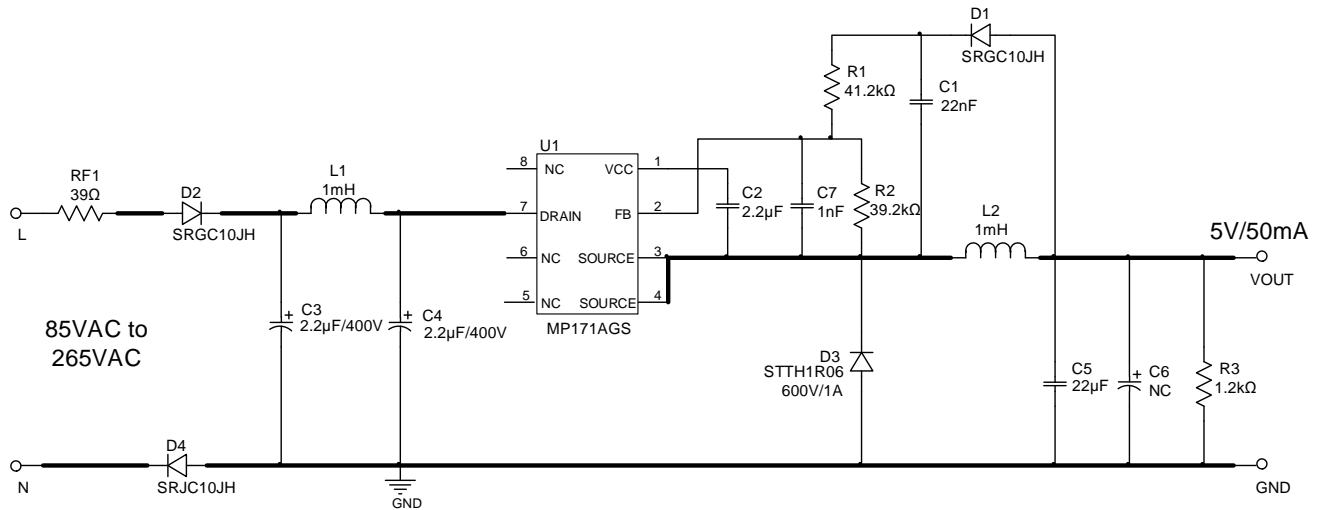 D1
SRGC10JH
R1
41.2kΩ
C1
22nF
U1
8
NC
VCC
1
RF1
39Ω
D2
SRGC10JH
L1
1mH
7
DRAIN
FB
2
C2
2.2µF
C7
1nF
R2
39.2kΩ
L
L2
1mH
5V/50mA
6
NC
SOURCE
3
VOUT
5
NC
SOURCE
4
MP171AGS
C3
2.2µF/400V
C4
2.2µF/400V
85VAC to
265VAC
D3
STTH1R06
600V/1A
C5
22µF
C6
NC
R3
1.2kΩ
D4
SRJC10JH
N
GND
GND
+
+
+